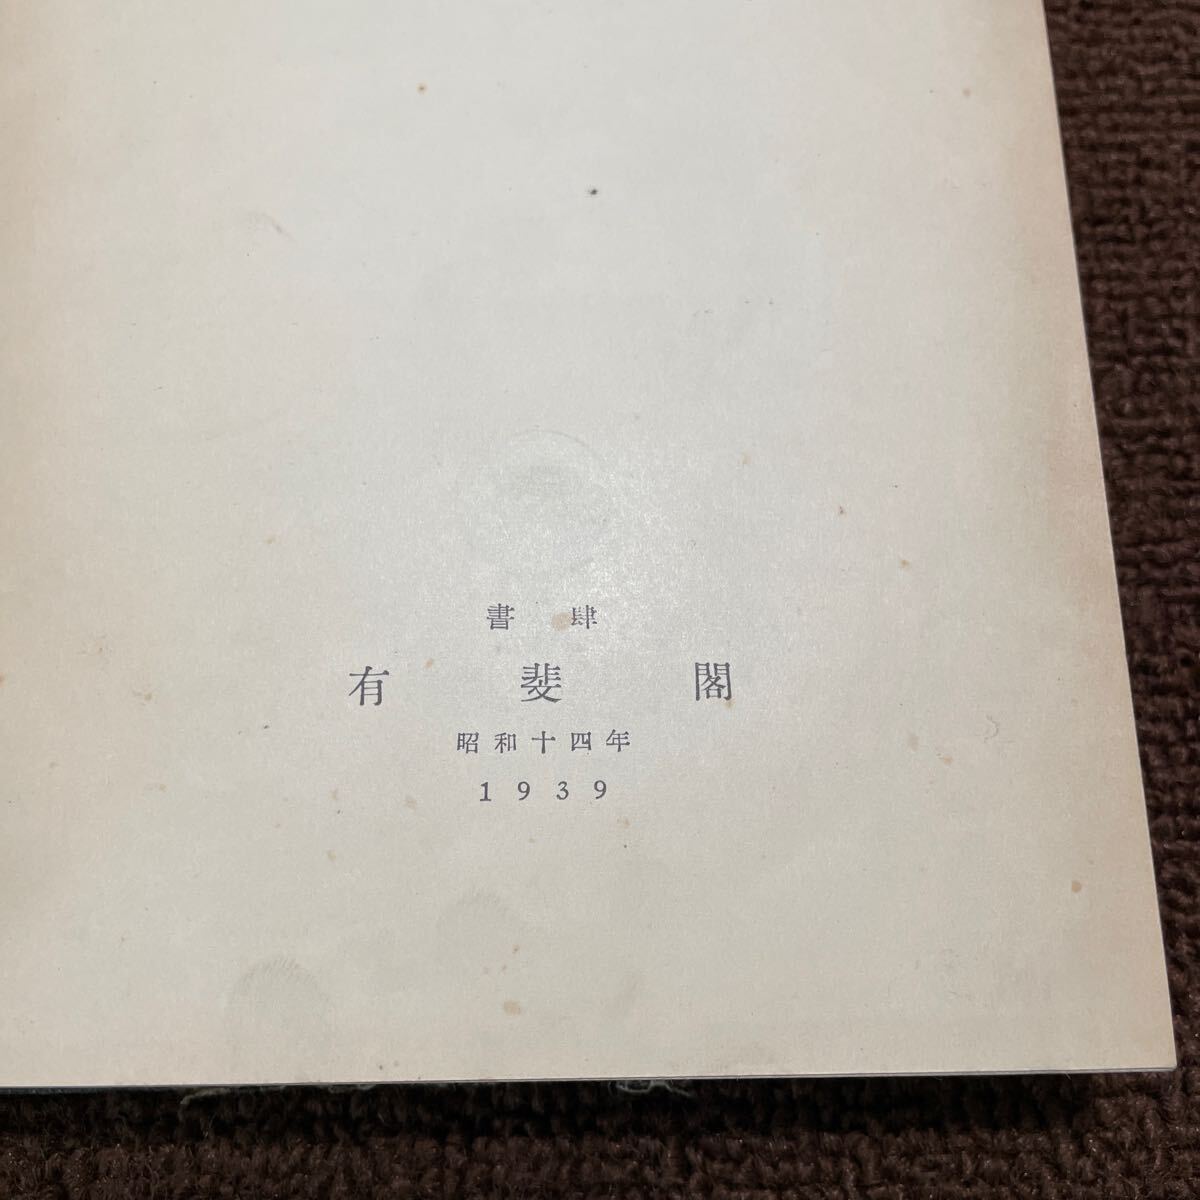 書肆
有斐閣
昭和十四年
1939